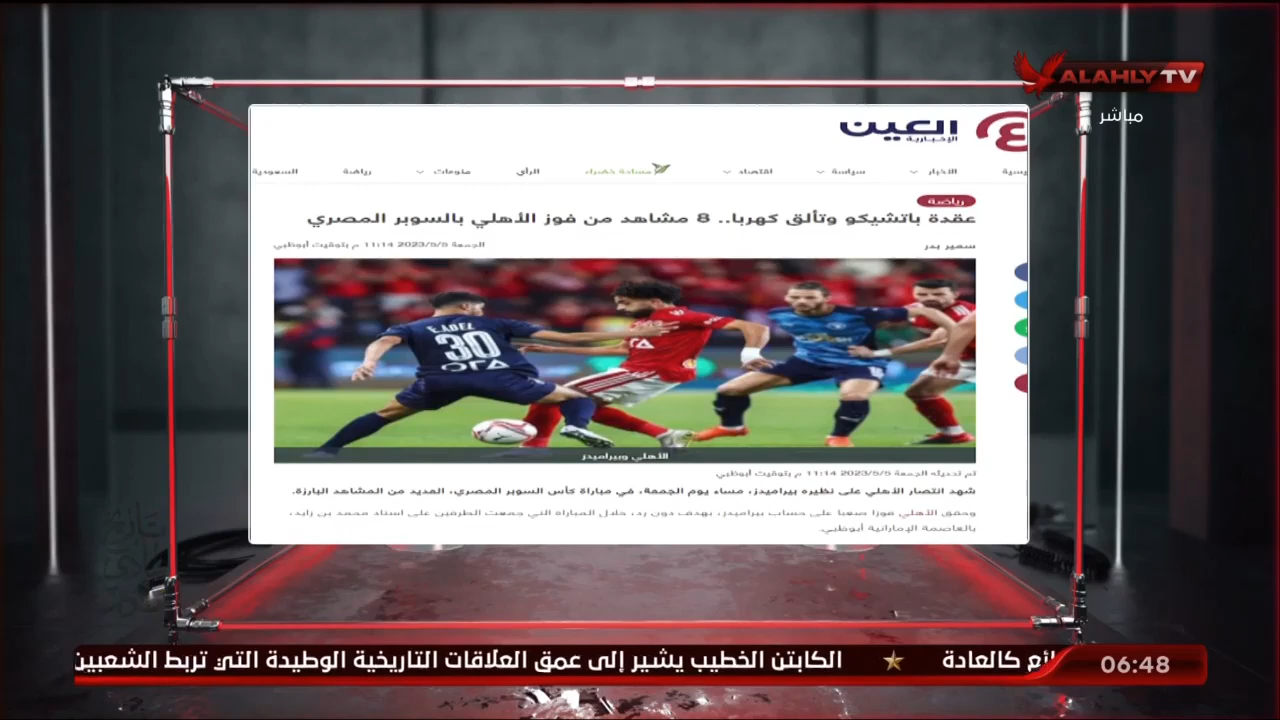 ALAHLY TV
مباشر
العين
الإخبارية
الأخبار
سياسة
اقتصاد
مساحة خضراء
الرأي
منوعات
رياضة
السعودية
رياضة
عقدة باتشيكو وتألق كهربا.. 8 مشاهد من فوز الأهلي بالسوبر المصري
سمير بدر
الجمعة 2023/5/5 11:14 م بتوقيت أبوظبي
E.ADEL
30
الأهلي وبيراميدز
تم تحديثه الجمعة 2023/5/5 11:14 م بتوقيت أبوظبي
شهد انتصار الأهلي على نظيره بيراميدز، مساء يوم الجمعة، في مباراة كأس السوبر المصري، العديد من المشاهد البارزة.
وحقق الأهلي فوزا صعبا على حساب بيراميدز، بهدف دون رد، خلال المباراة التي جمعت الطرفين على استاد محمد بن زايد،
بالعاصمة الإماراتية أبوظبي.
ائع كالعادة ★ الكابتن الخطيب يشير إلى عمق العلاقات التاريخية الوطيدة التي تربط الشعبين
06:48